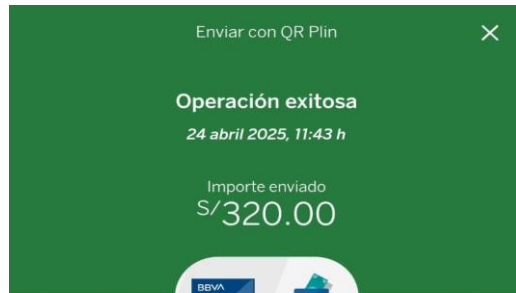 Enviar con QR Plin
Operación exitosa
24 abril 2025, 11:43 h
Importe enviado
S/320.00
BBVA